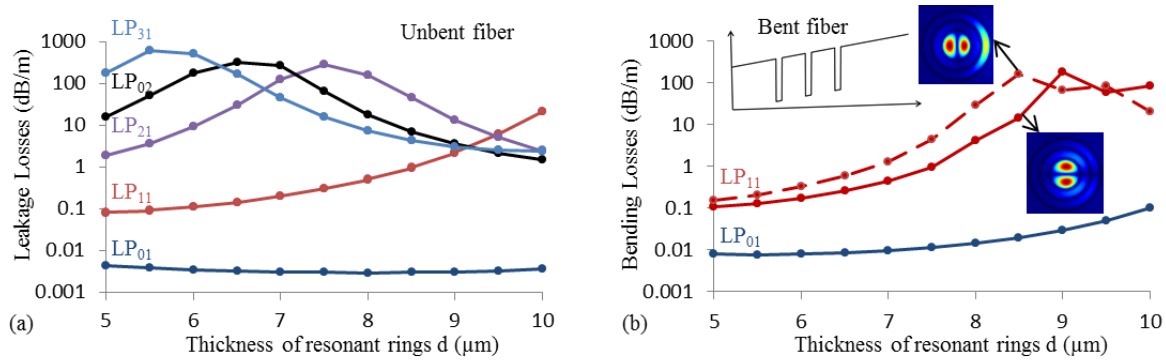 Unbent fiber
Leakage Losses (dB/m)
1000
100
10
1
0.1
0.01
0.001
LP31
LP02
LP21
LP11
LP01
5 6 7 8 9 10
Thickness of resonant rings d (µm)
(a)
Bent fiber
Bending Losses (dB/m)
1000
100
10
1
0.1
0.01
0.001
LP11
LP01
5 6 7 8 9 10
Thickness of resonant rings d (µm)
(b)